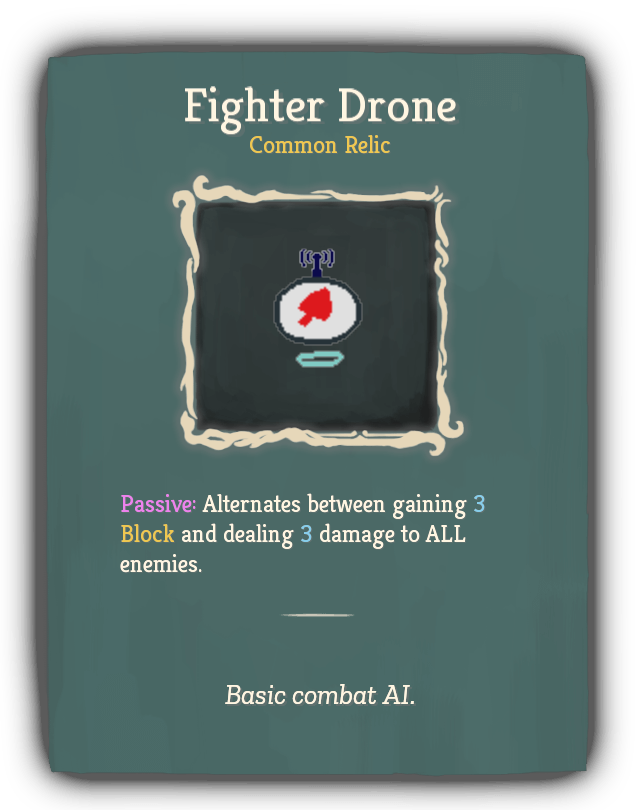 Fighter Drone
Common Relic
Passive: Alternates between gaining 3
Block and dealing 3 damage to ALL
enemies.
Basic combat AI.